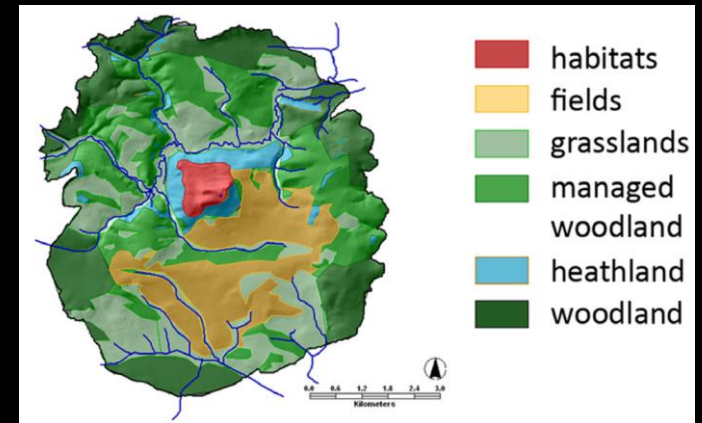 habitats
fields
grasslands
managed
woodland
heathland
woodland
0.0 0.6 1.2 1.8 2.4 3.0
Kilometers